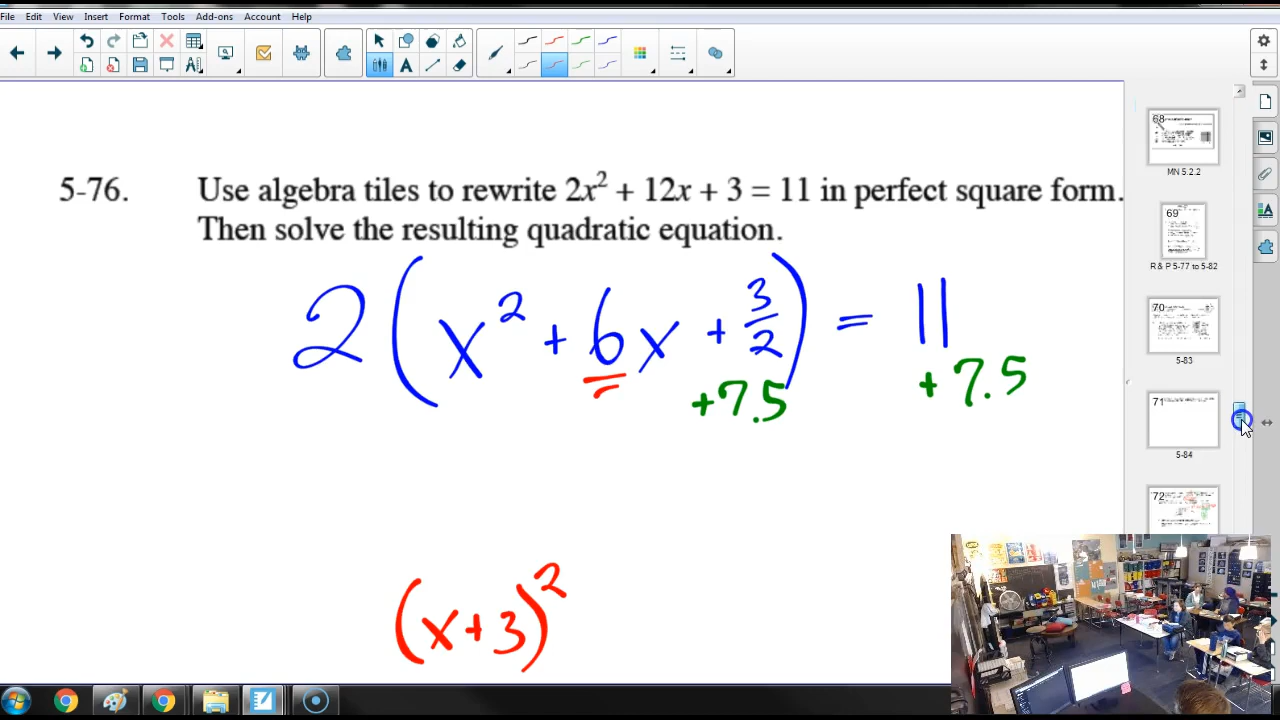 File Edit View Insert Format Tools Add-ons Account Help
5-76. Use algebra tiles to rewrite 2x² + 12x + 3 = 11 in perfect square form.
Then solve the resulting quadratic equation.
2(x² + 6x + 3/2) = 11
+7.5 +7.5
(x+3)²
68
MN 5.2.2
69
R & P 5-77 to 5-82
70
5-83
71
5-84
72